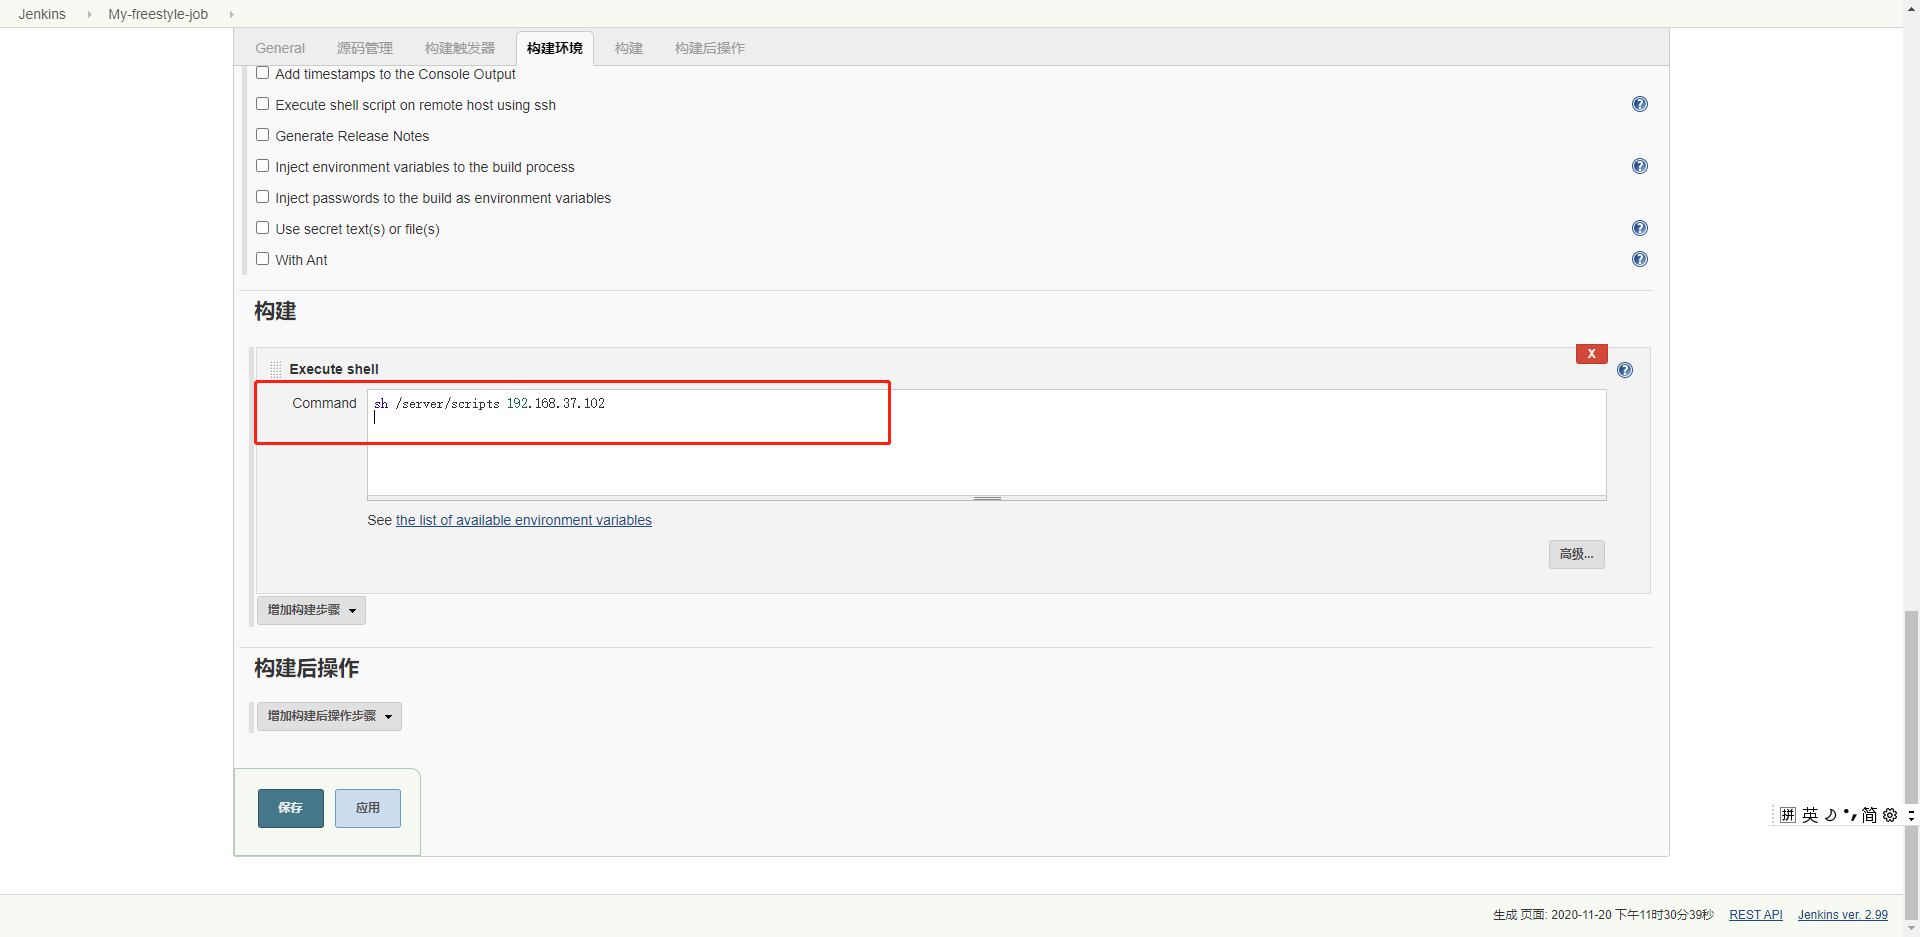 Jenkins My-freestyle-job
General 源码管理 构建触发器 构建环境 构建 构建后操作
Add timestamps to the Console Output
Execute shell script on remote host using ssh
Generate Release Notes
Inject environment variables to the build process
Inject passwords to the build as environment variables
Use secret text(s) or file(s)
With Ant
构建
X
Execute shell
Command sh /server/scripts 192.168.37.102
See the list of available environment variables
高级...
增加构建步骤
构建后操作
增加构建后操作步骤
保存 应用
拼 英 简
生成 页面: 2020-11-20 下午11时30分39秒 REST API Jenkins ver. 2.99